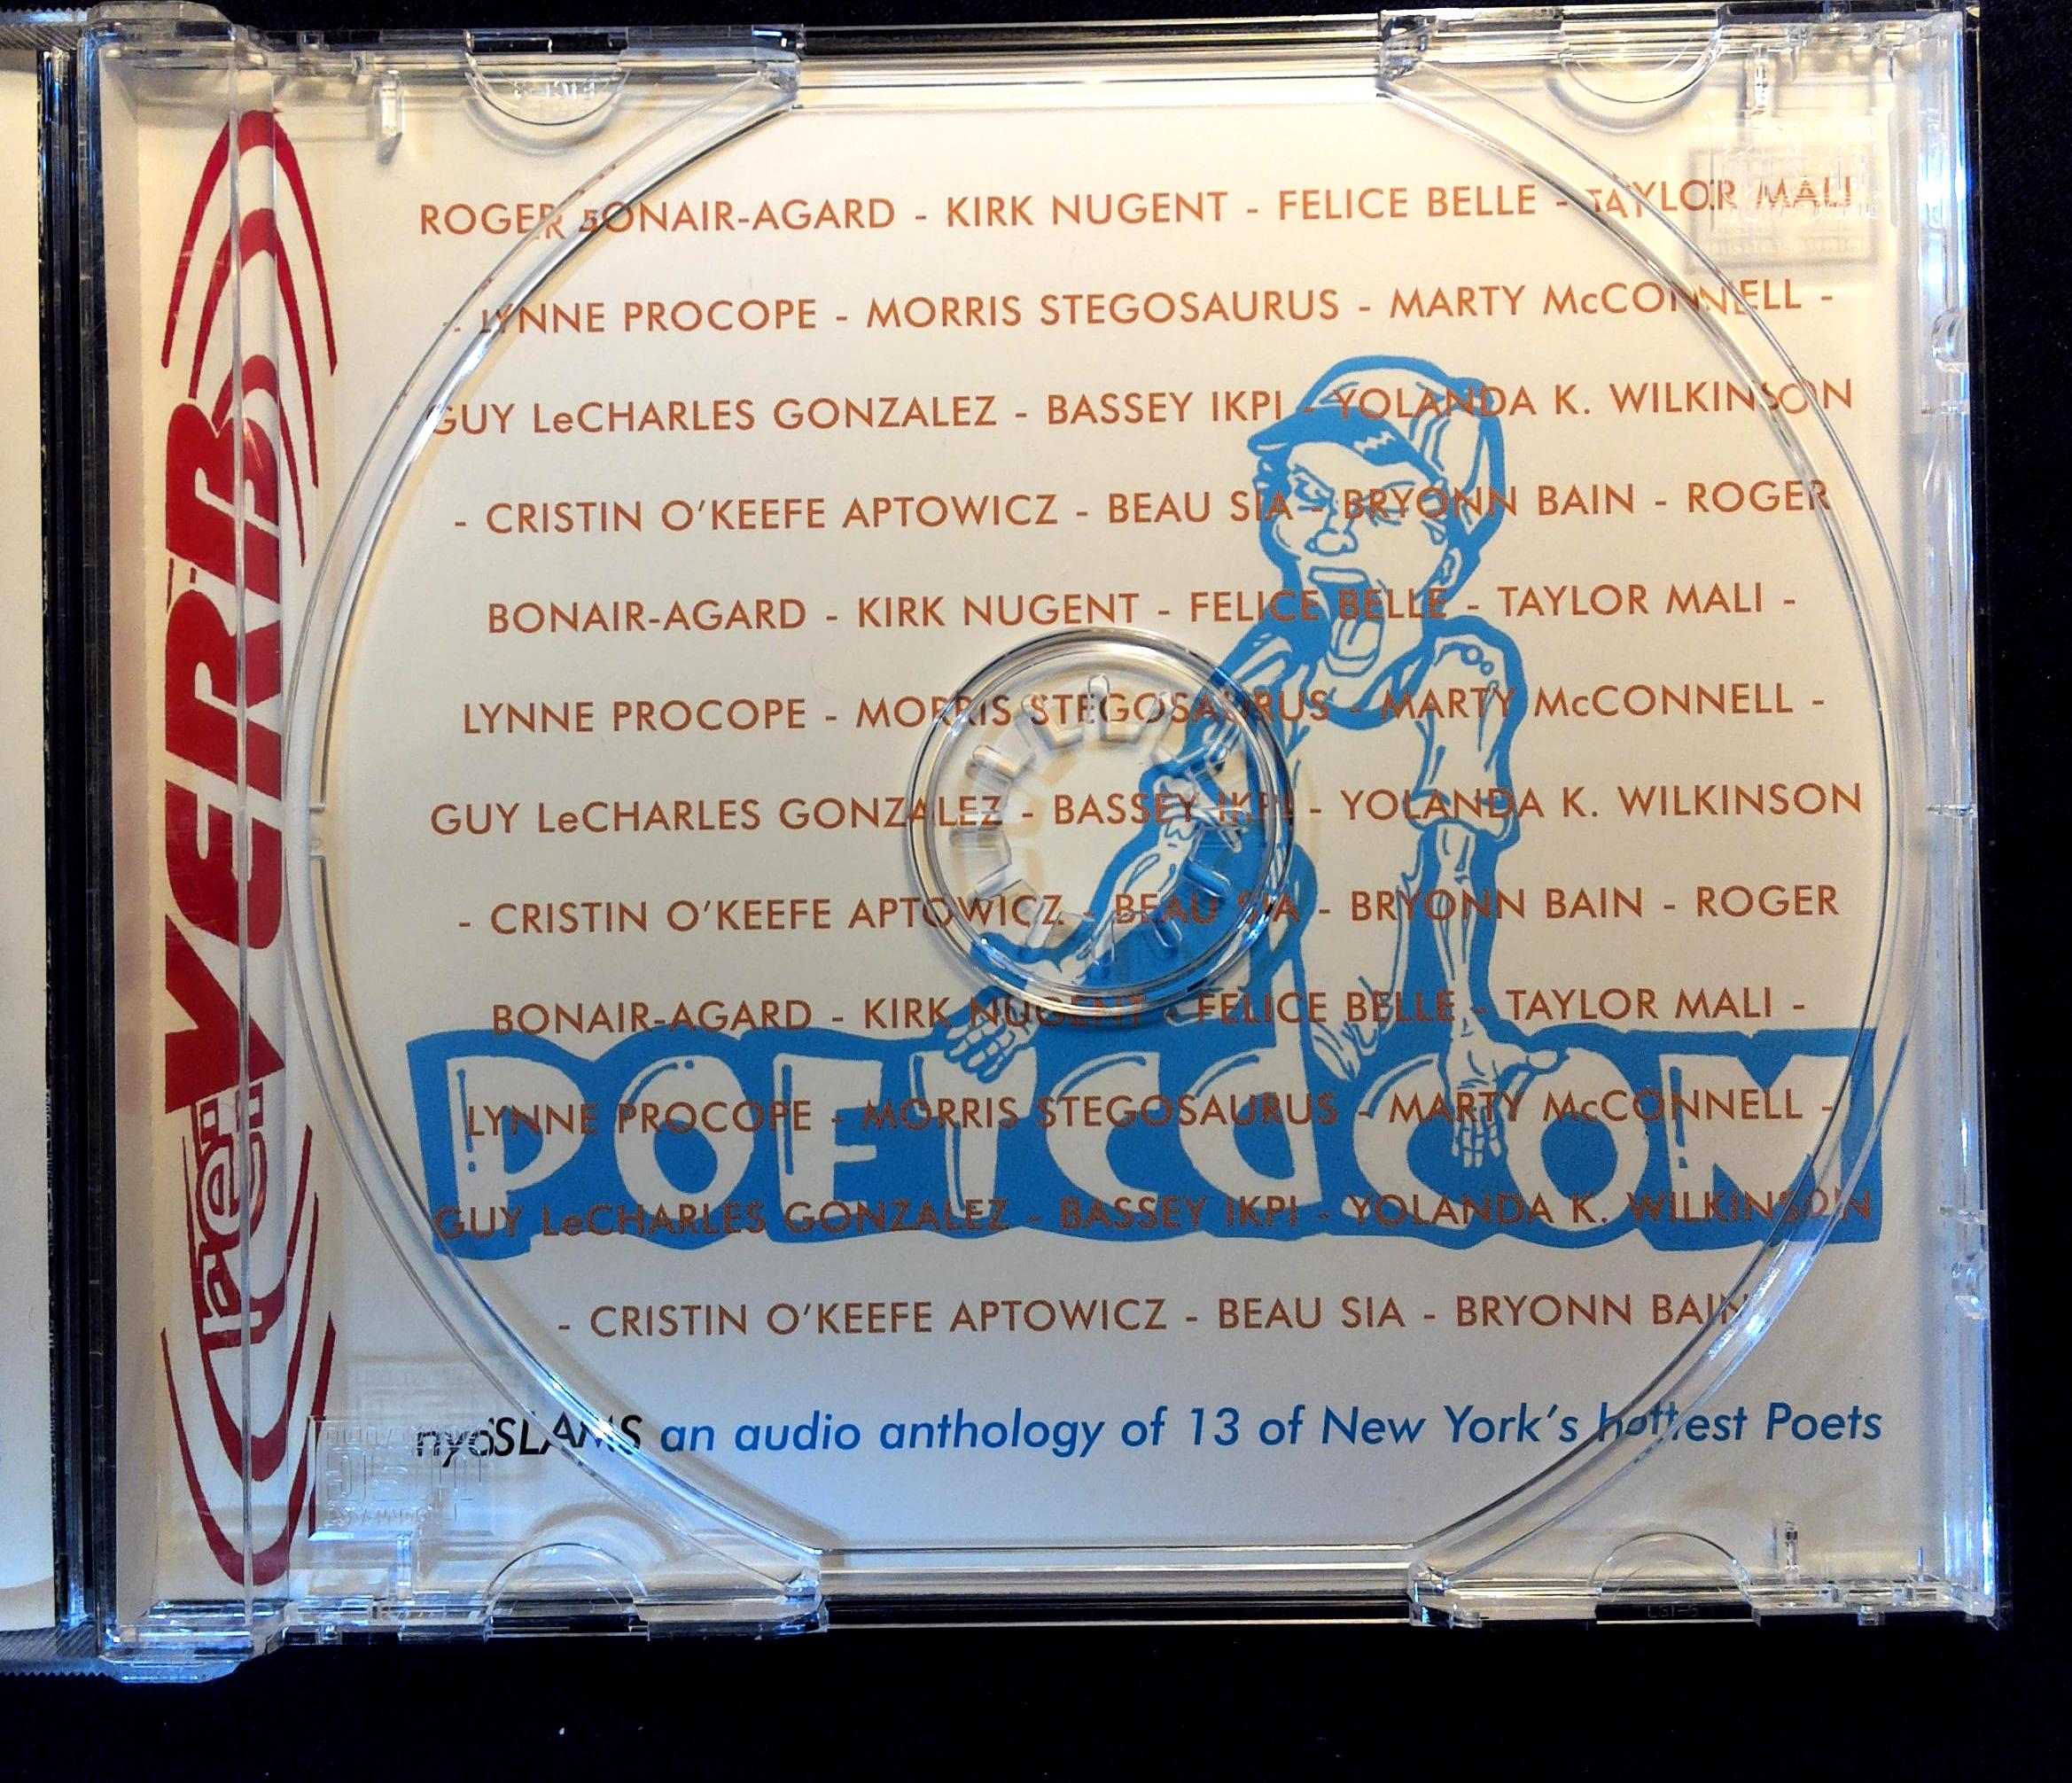 ROGER BONAIR-AGARD - KIRK NUGENT - FELICE BELLE - TAYLOR MALI
- LYNNE PROCOPE - MORRIS STEGOSAURUS - MARTY McCONNELL -
GUY LeCHARLES GONZALEZ - BASSEY IKPI - YOLANDA K. WILKINSON
- CRISTIN O'KEEFE APTOWICZ - BEAU SIA - BRYONN BAIN - ROGER
BONAIR-AGARD - KIRK NUGENT - FELICE BELLE - TAYLOR MALI -
LYNNE PROCOPE - MORRIS STEGOSAURUS - MARTY McCONNELL -
GUY LeCHARLES GONZALEZ - BASSEY IKPI - YOLANDA K. WILKINSON
- CRISTIN O'KEEFE APTOWICZ - BEAU SIA - BRYONN BAIN - ROGER
BONAIR-AGARD - KIRK NUGENT - FELICE BELLE - TAYLOR MALI -
LYNNE PROCOPE - MORRIS STEGOSAURUS - MARTY McCONNELL -
POETCDCOM
GUY LeCHARLES GONZALEZ - BASSEY IKPI - YOLANDA K. WILKINSON
- CRISTIN O'KEEFE APTOWICZ - BEAU SIA - BRYONN BAIN
nycSLAMS an audio anthology of 13 of New York's hottest Poets
VERB